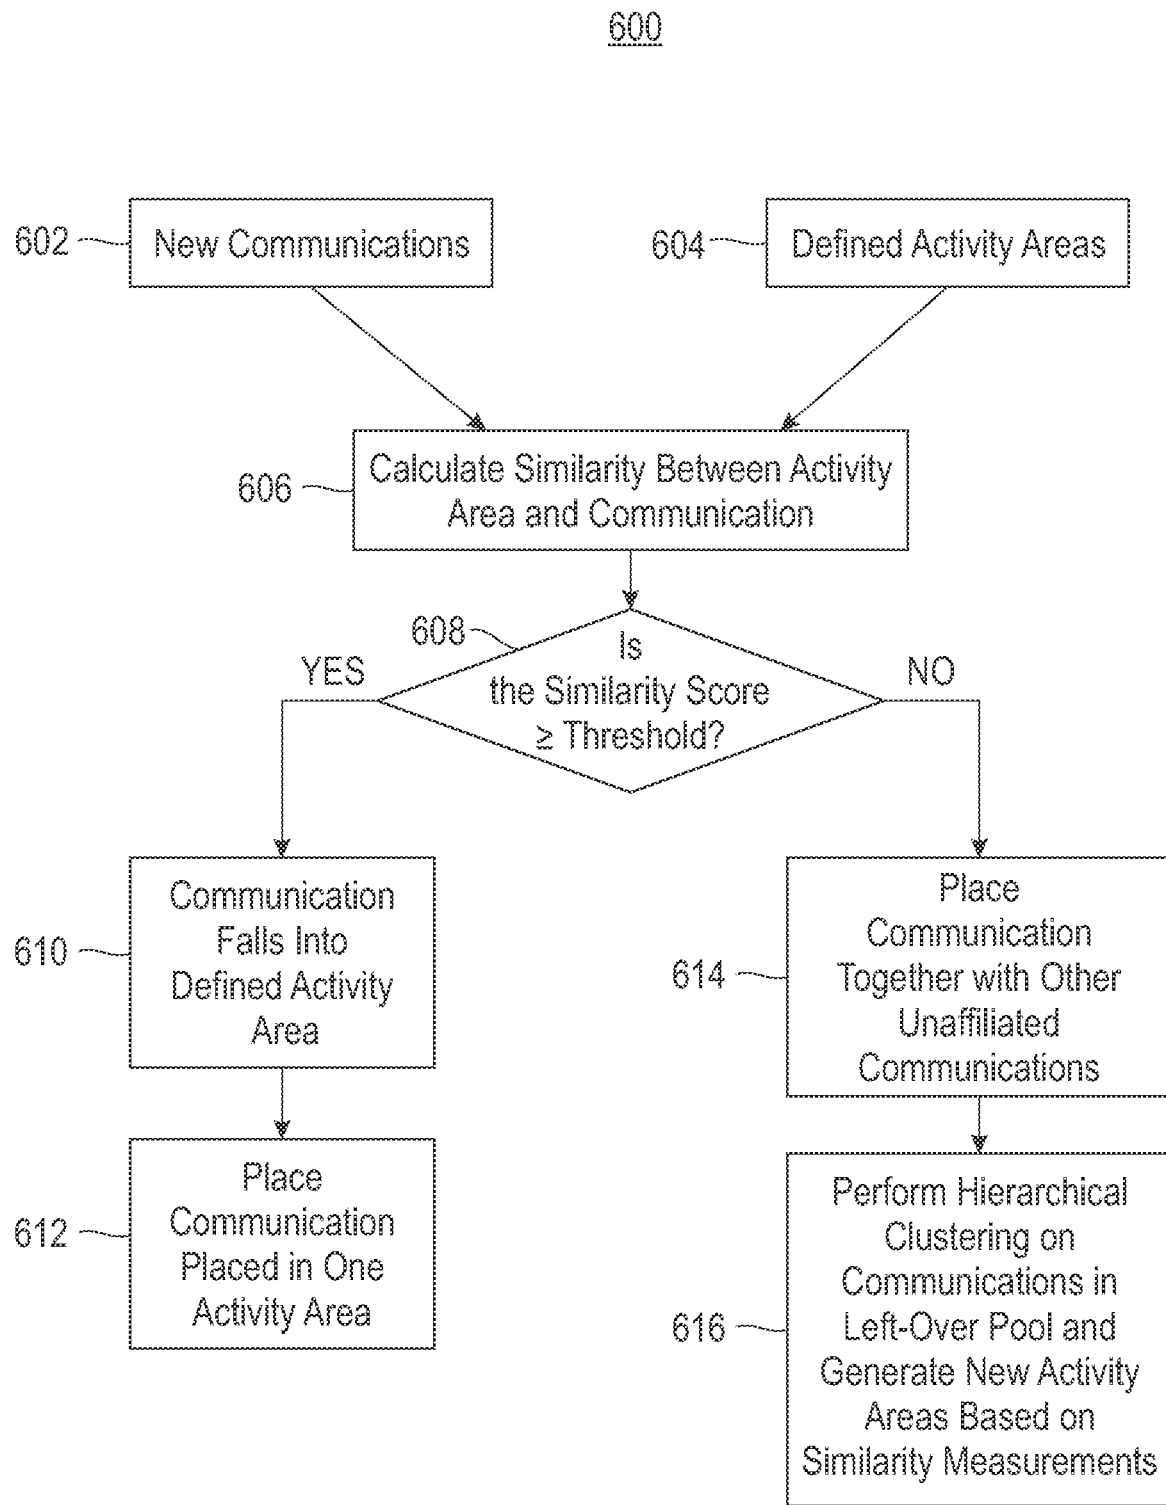 600
602
New Communications
604
Defined Activity Areas
606
Calculate Similarity Between Activity
Area and Communication
608
Is
the Similarity Score
≥ Threshold?
YES
NO
610
Communication
Falls Into
Defined Activity
Area
612
Place
Communication
Placed in One
Activity Area
614
Place
Communication
Together with Other
Unaffiliated
Communications
616
Perform Hierarchical
Clustering on
Communications in
Left-Over Pool and
Generate New Activity
Areas Based on
Similarity Measurements